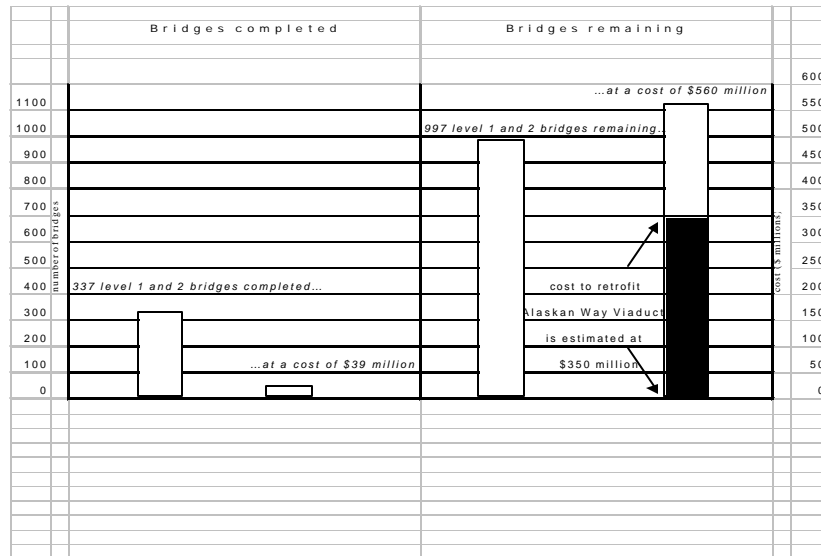 Bridges completed
Bridges remaining
600
…at a cost of $560 million
1100
550
997 level 1 and 2 bridges remaining…
1000
500
900
450
800
400
700
350
600
300
500
250
number of bridges
cost ($ millions)
337 level 1 and 2 bridges completed…
400
cost to retrofit
200
300
Alaskan Way Viaduct
150
200
is estimated at
100
…at a cost of $39 million
100
$350 million
50
0
0